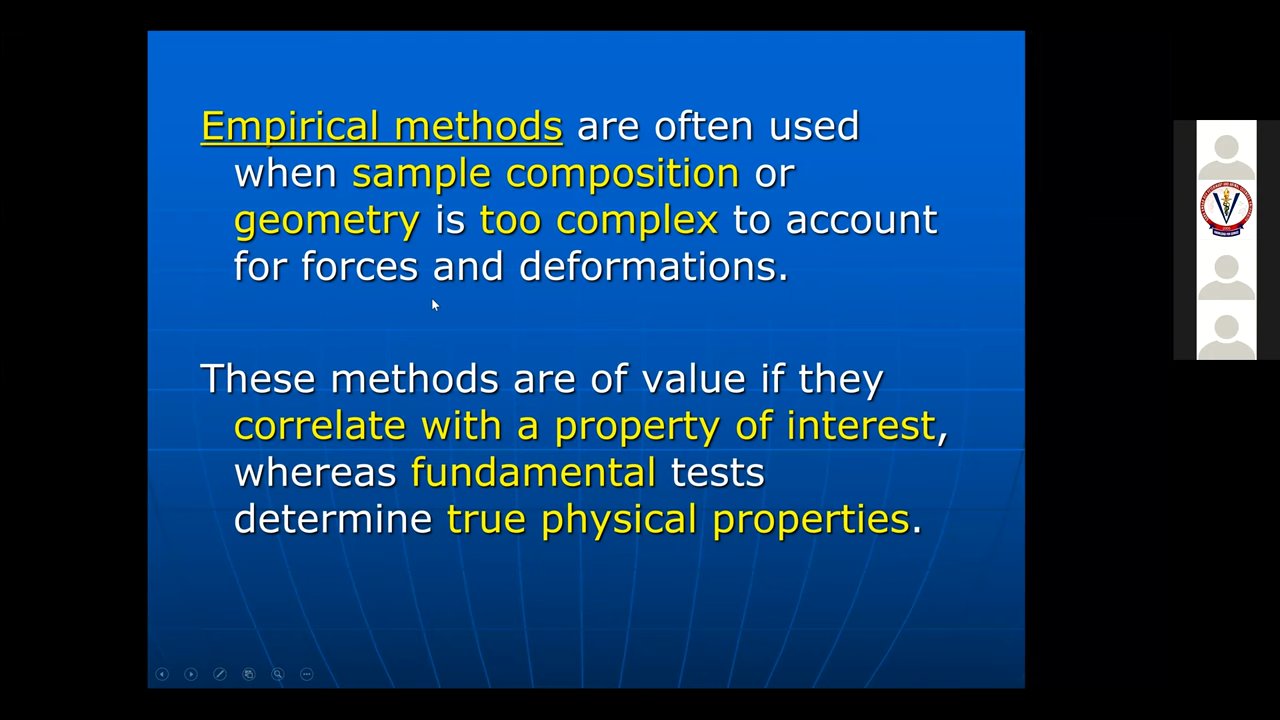 Empirical methods are often used
when sample composition or
geometry is too complex to account
for forces and deformations.
These methods are of value if they
correlate with a property of interest,
whereas fundamental tests
determine true physical properties.